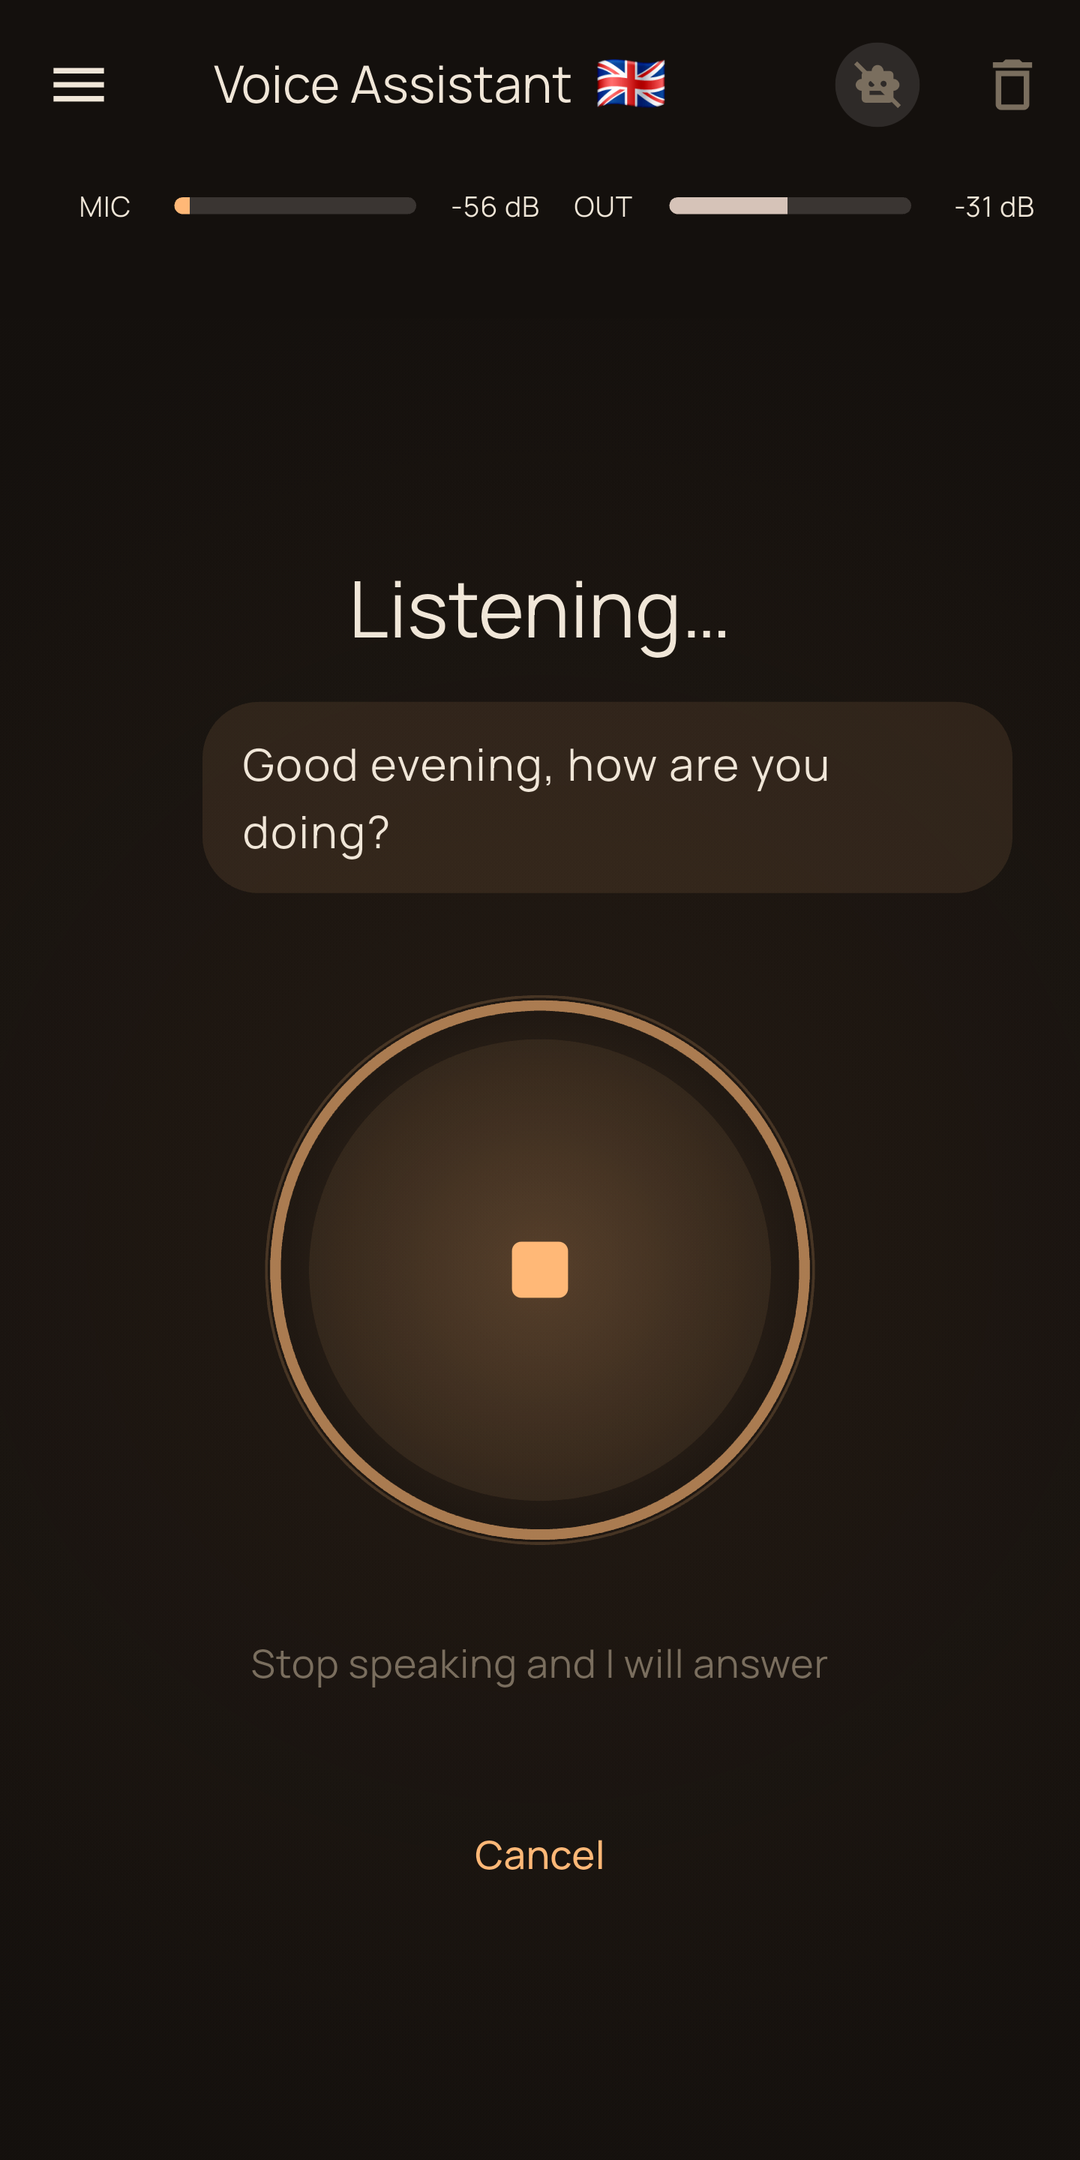 Voice Assistant 🇬🇧
MIC -56 dB OUT -31 dB
Listening...
Good evening, how are you
doing?
Stop speaking and I will answer
Cancel